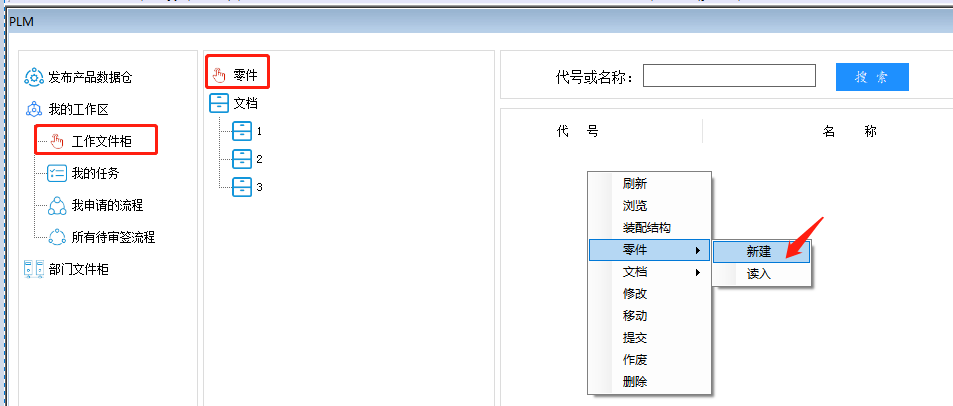 PLM
发布产品数据仓
我的工作区
工作文件柜
我的任务
我申请的流程
所有待审签流程
部门文件柜
零件
文档
1
2
3
代号或名称：
搜 索
代 号
名 称
刷新
浏览
装配结构
零件
文档
修改
移动
提交
作废
删除
新建
读入